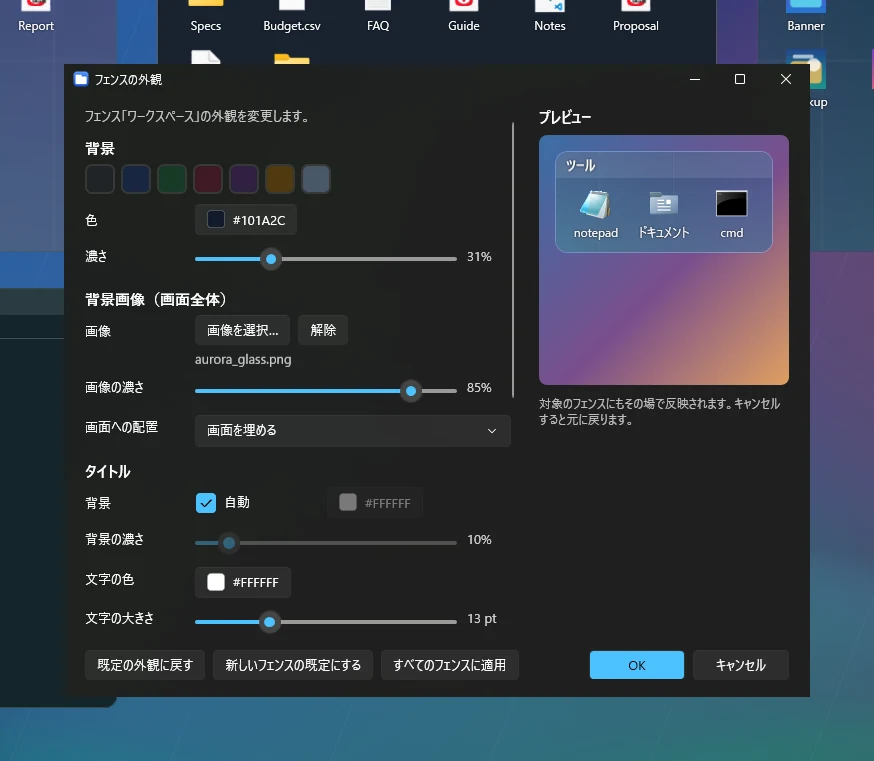 Report
Specs
Budget.csv
FAQ
Guide
Notes
Proposal
Banner
フェンスの外観
フェンス「ワークスペース」の外観を変更します。
背景
色
#101A2C
濃さ
31%
背景画像（画面全体）
画像
画像を選択...
解除
aurora_glass.png
画像の濃さ
85%
画面への配置
画面を埋める
タイトル
背景
自動
#FFFFFF
背景の濃さ
10%
文字の色
#FFFFFF
文字の大きさ
13 pt
プレビュー
ツール
notepad
ドキュメント
cmd
対象のフェンスにもその場で反映されます。キャンセル
すると元に戻ります。
既定の外観に戻す
新しいフェンスの既定にする
すべてのフェンスに適用
OK
キャンセル